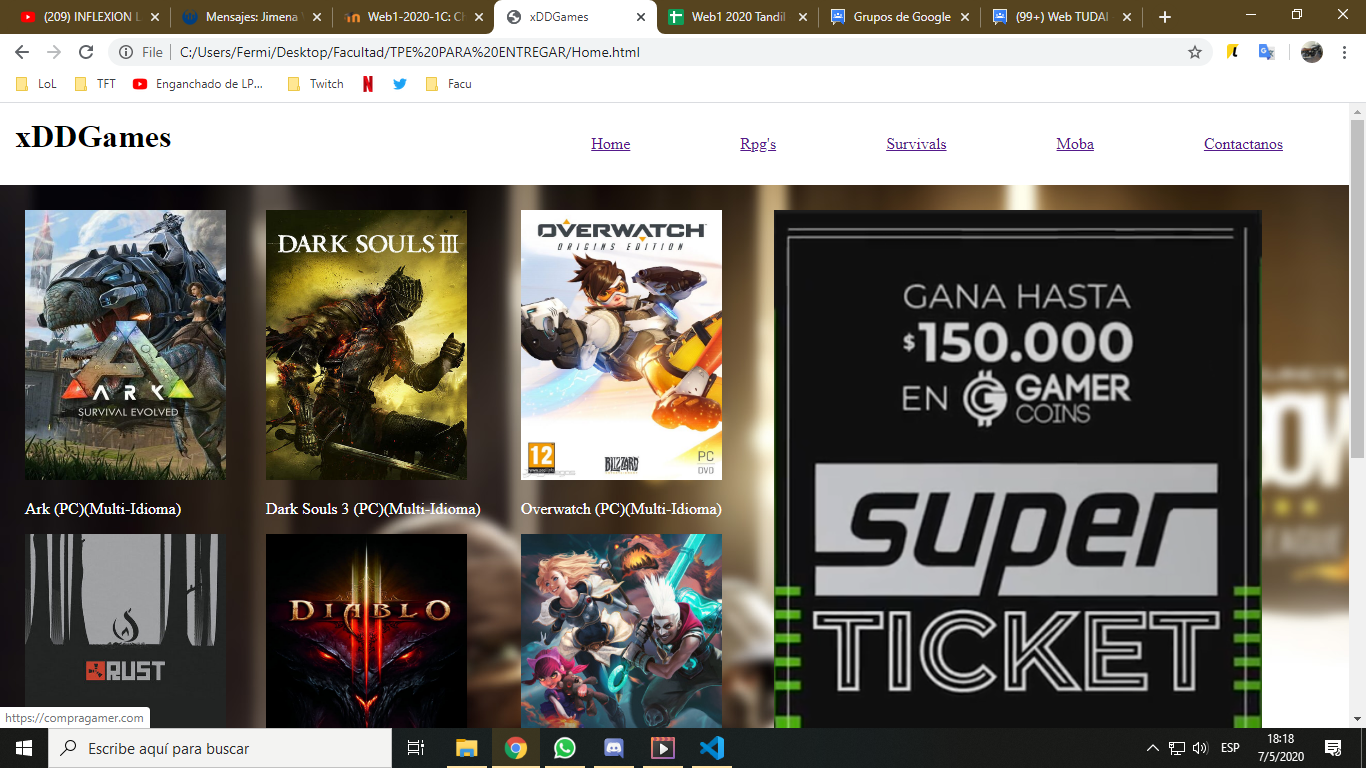 (209) INFLEXION L
Mensajes: Jimena
Web1-2020-1C: Cl
xDDGames
Web1 2020 Tandil
Grupos de Google
(99+) Web TUDAI
File
C:/Users/Fermi/Desktop/Facultad/TPE%20PARA%20ENTREGAR/Home.html
LoL
TFT
Enganchado de LP...
Twitch
Facu
xDDGames
Home
Rpg's
Survivals
Moba
Contactanos
ARK
SURVIVAL EVOLVED
DARK SOULS III
OVERWATCH
ORIGINS EDITION
12
BLIZZARD
PC
DVD
Ark (PC)(Multi-Idioma)
Dark Souls 3 (PC)(Multi-Idioma)
Overwatch (PC)(Multi-Idioma)
RUST
DIABLO
III
GANA HASTA
$150.000
EN GAMER
COINS
super
TICKET
https://compragamer.com
Escribe aquí para buscar
ESP
18:18
7/5/2020